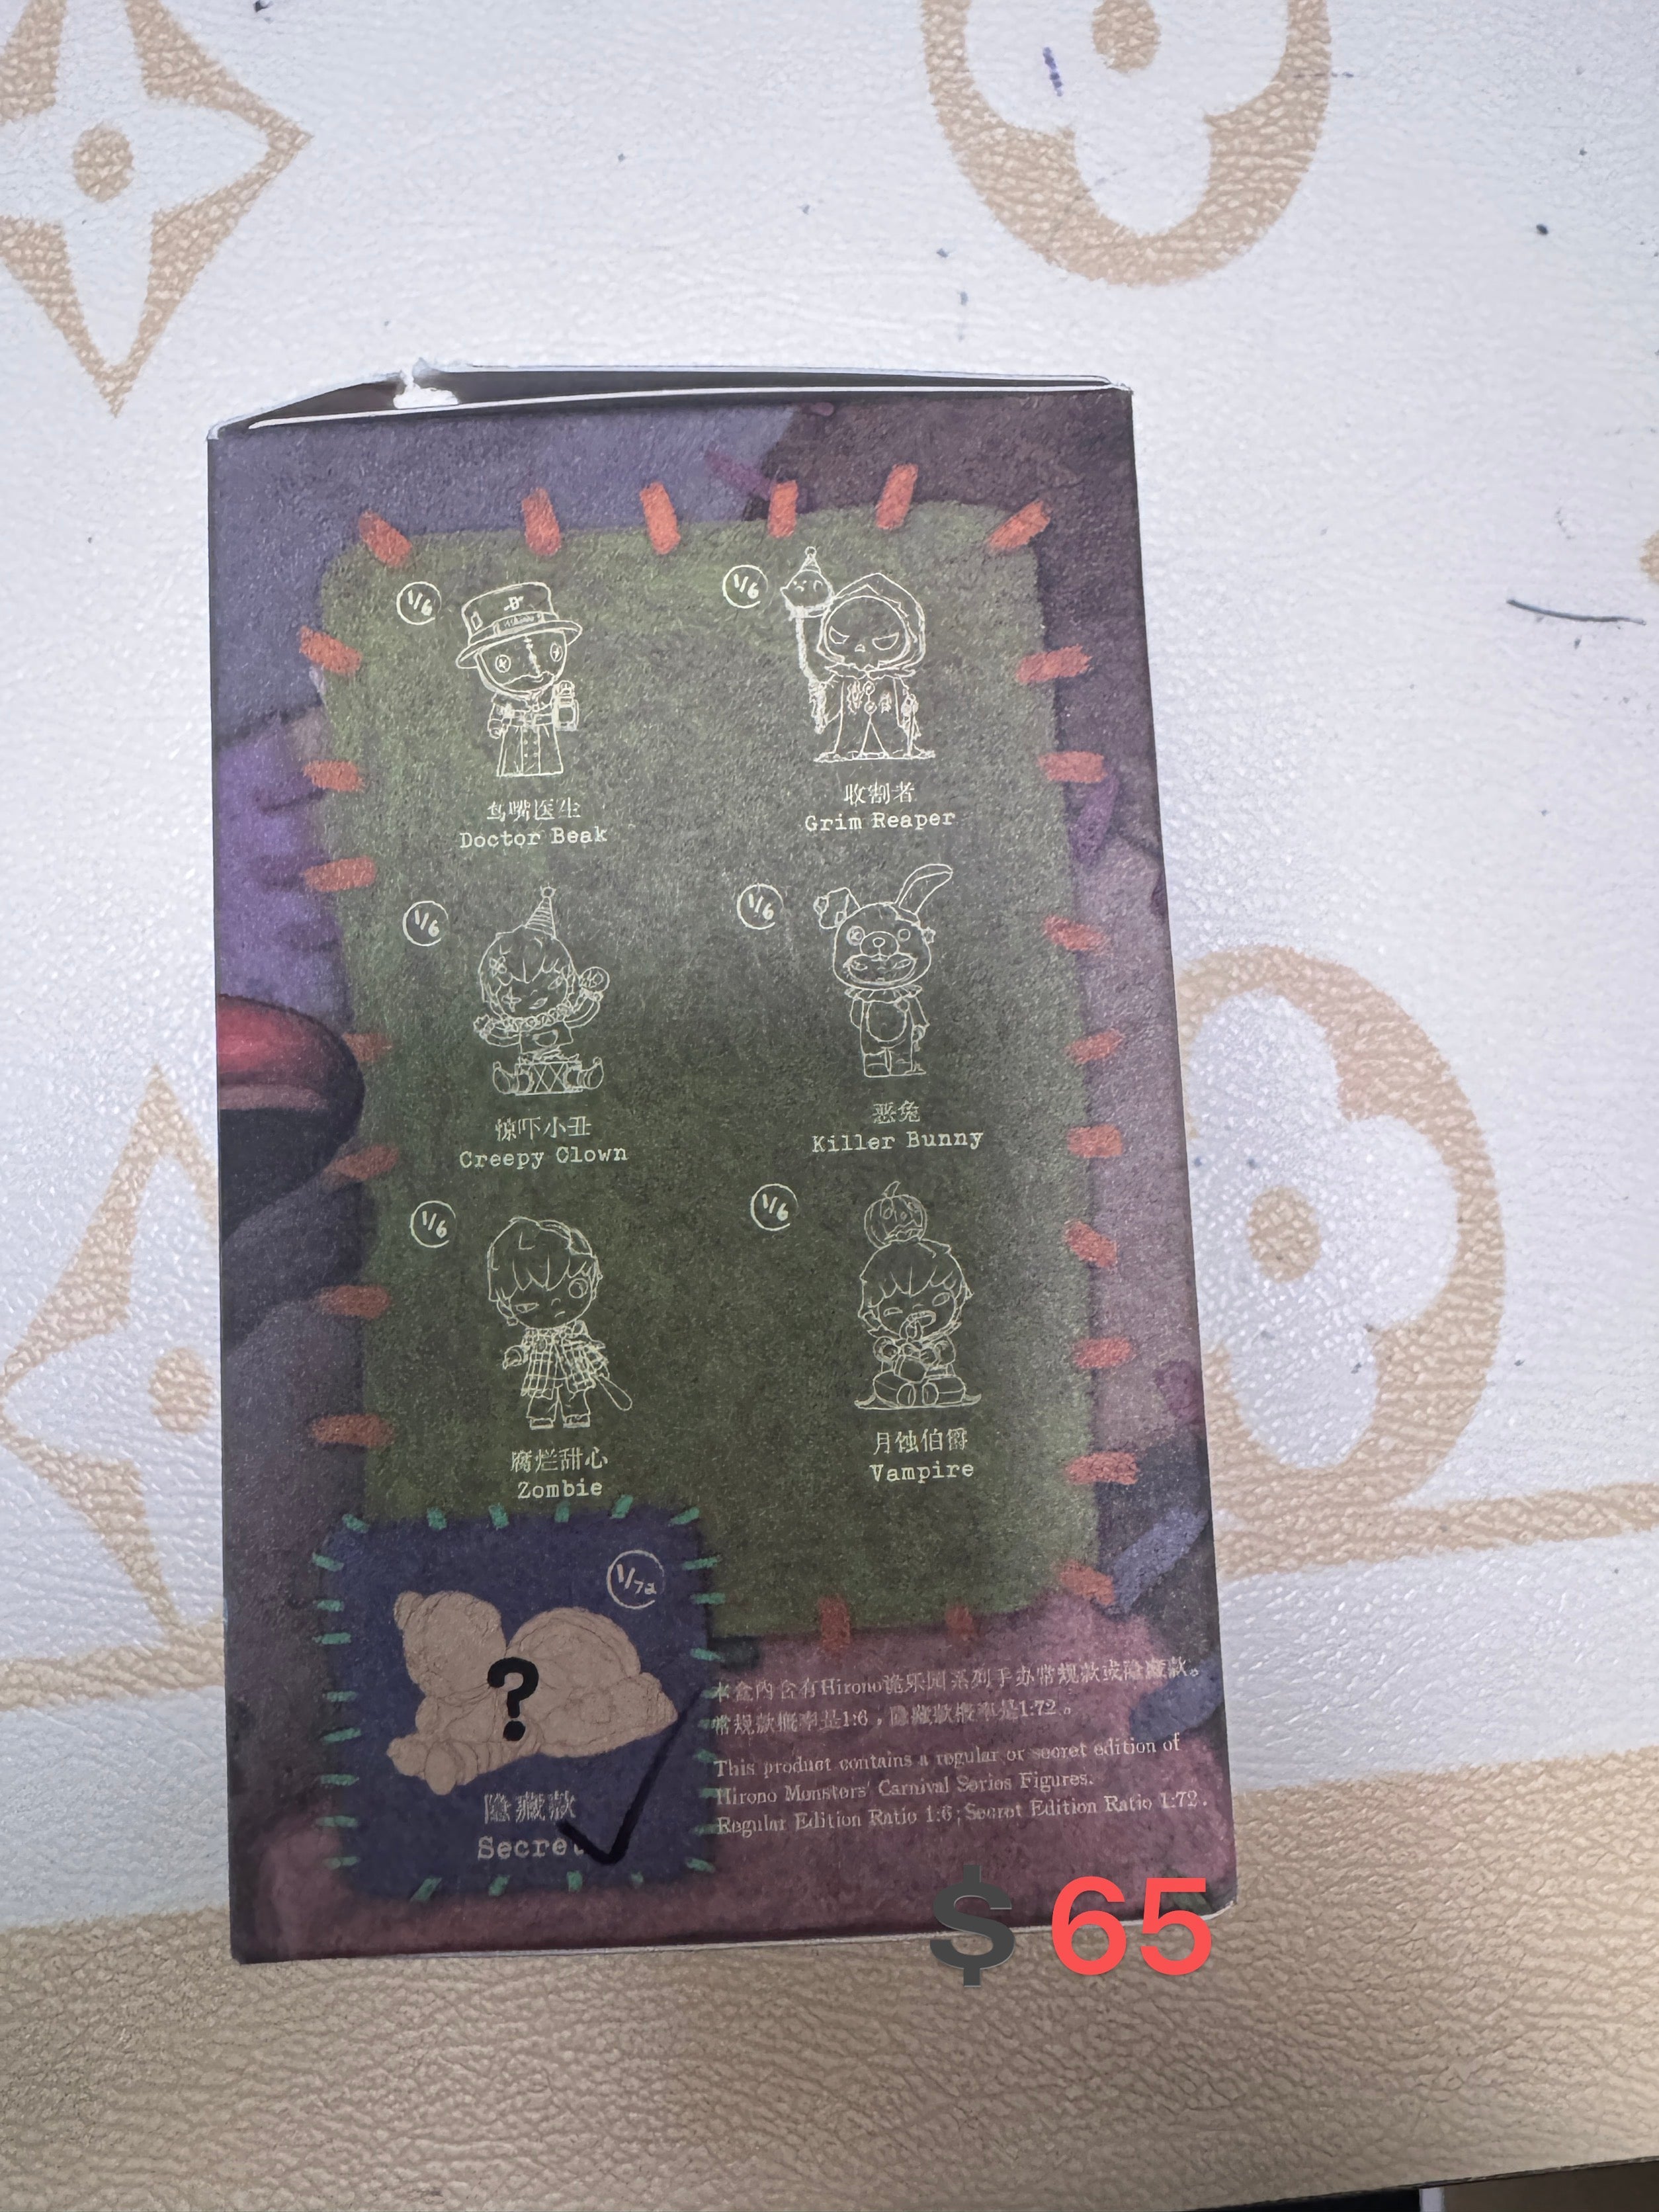 1/6
鸟嘴医生
Doctor Beak
1/6
收割者
Grim Reaper
1/6
惊吓小丑
Creepy Clown
1/6
恶兔
Killer Bunny
1/6
腐烂甜心
Zombie
1/6
月蚀伯爵
Vampire
1/72
?
隐藏款
Secret
本盒内含有Hirono诡乐园系列手办常规款或隐藏款。
常规款概率是1:6，隐藏款概率是1:72。
This product contains a regular or secret edition of
Hirono Monsters' Carnival Series Figures.
Regular Edition Ratio 1:6; Secret Edition Ratio 1:72.
$ 65